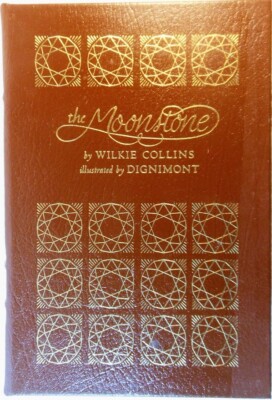 the Moonstone
by WILKIE COLLINS
illustrated by DIGNIMONT